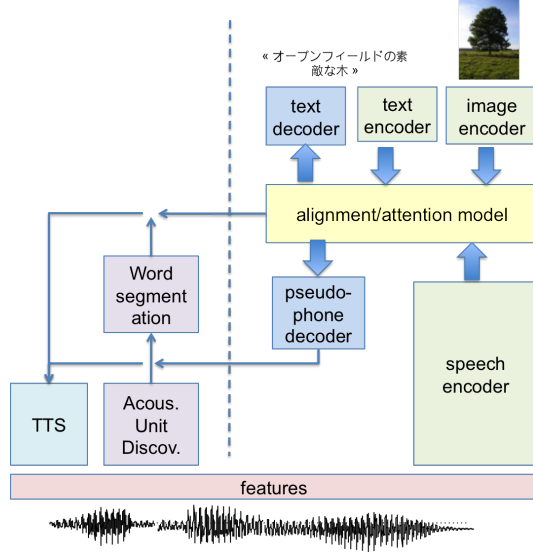 « オープンフィールドの素
敵な木 »
text
decoder
text
encoder
image
encoder
alignment/attention model
Word
segment
ation
pseudo-
phone
decoder
speech
encoder
TTS
Acous.
Unit
Discov.
features